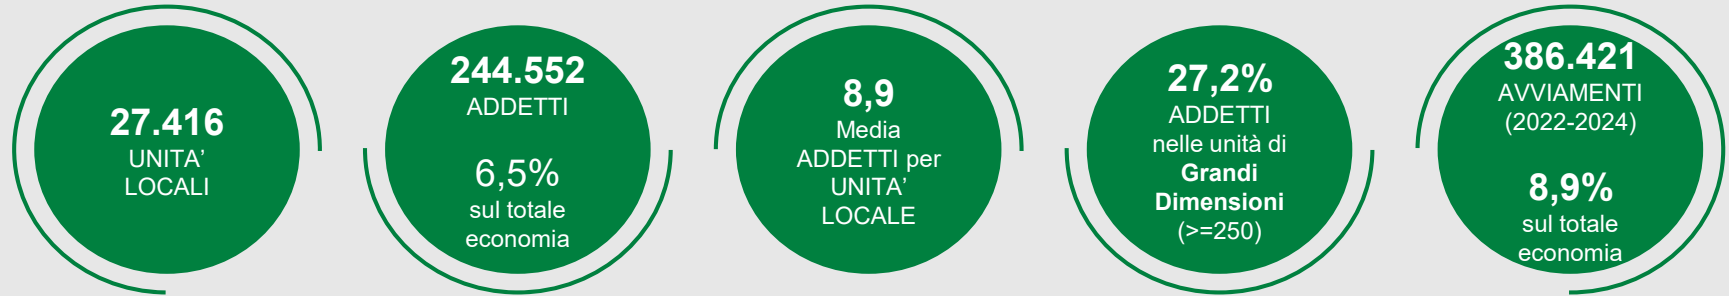 27.416
UNITA’
LOCALI
244.552
ADDETTI
6,5%
sul totale
economia
8,9
Media
ADDETTI per
UNITA’
LOCALE
27,2%
ADDETTI
nelle unità di
Grandi
Dimensioni
(>=250)
386.421
AVVIAMENTI
(2022-2024)
8,9%
sul totale
economia